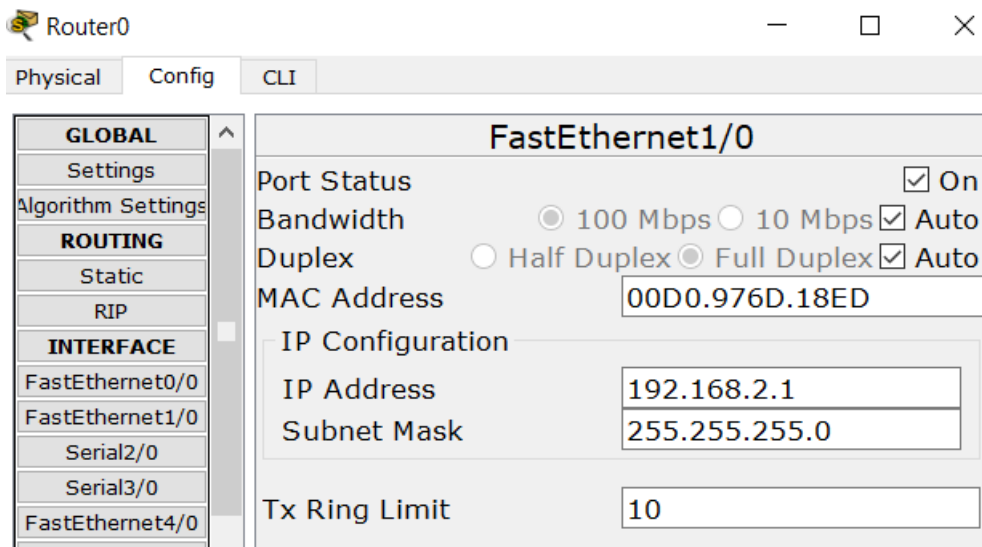 Router0
Physical Config CLI
GLOBAL
Settings
Algorithm Settings
ROUTING
Static
RIP
INTERFACE
FastEthernet0/0
FastEthernet1/0
Serial2/0
Serial3/0
FastEthernet4/0
FastEthernet1/0
Port Status On
Bandwidth 100 Mbps 10 Mbps Auto
Duplex Half Duplex Full Duplex Auto
MAC Address 00D0.976D.18ED
IP Configuration
IP Address 192.168.2.1
Subnet Mask 255.255.255.0
Tx Ring Limit 10